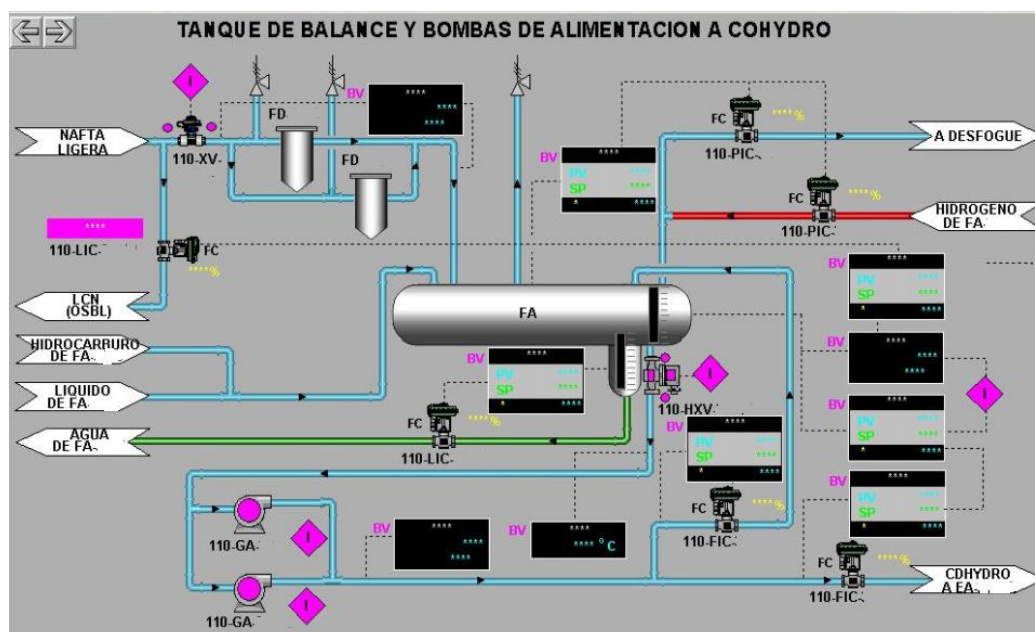 TANQUE DE BALANCE Y BOMBAS DE ALIMENTACION A COHYDRO
I
BV
****
****
****
FD
FC
****%
NAFTA
LIGERA
110-XV-
FD
110-PIC-
A DESFOGUE
BV
****
PV ****
SP ****
* ****
FC
****%
HIDROGENO
DE FA-
110-PIC-
****
110-LIC-
FC
****%
BV
****
PV ****
SP ****
* ****
LCN
(OSBL)
FA
HIDROCARBURO
DE FA-
BV
****
****
****
BV
****
PV ****
SP ****
* ****
I
110-HXV-
I
LIQUIDO
DE FA-
BV
****
PV ****
SP ****
* ****
FC
****%
BV
****
PV ****
SP ****
* ****
AGUA
DE FA-
110-LIC-
BV
****
PV ****
SP ****
* ****
FC
****%
110-GA-
I
BV
****
****
****
BV
****
**** °C
110-FIC-
FC
****%
110-GA-
I
110-FIC-
CDHYDRO
A EA-